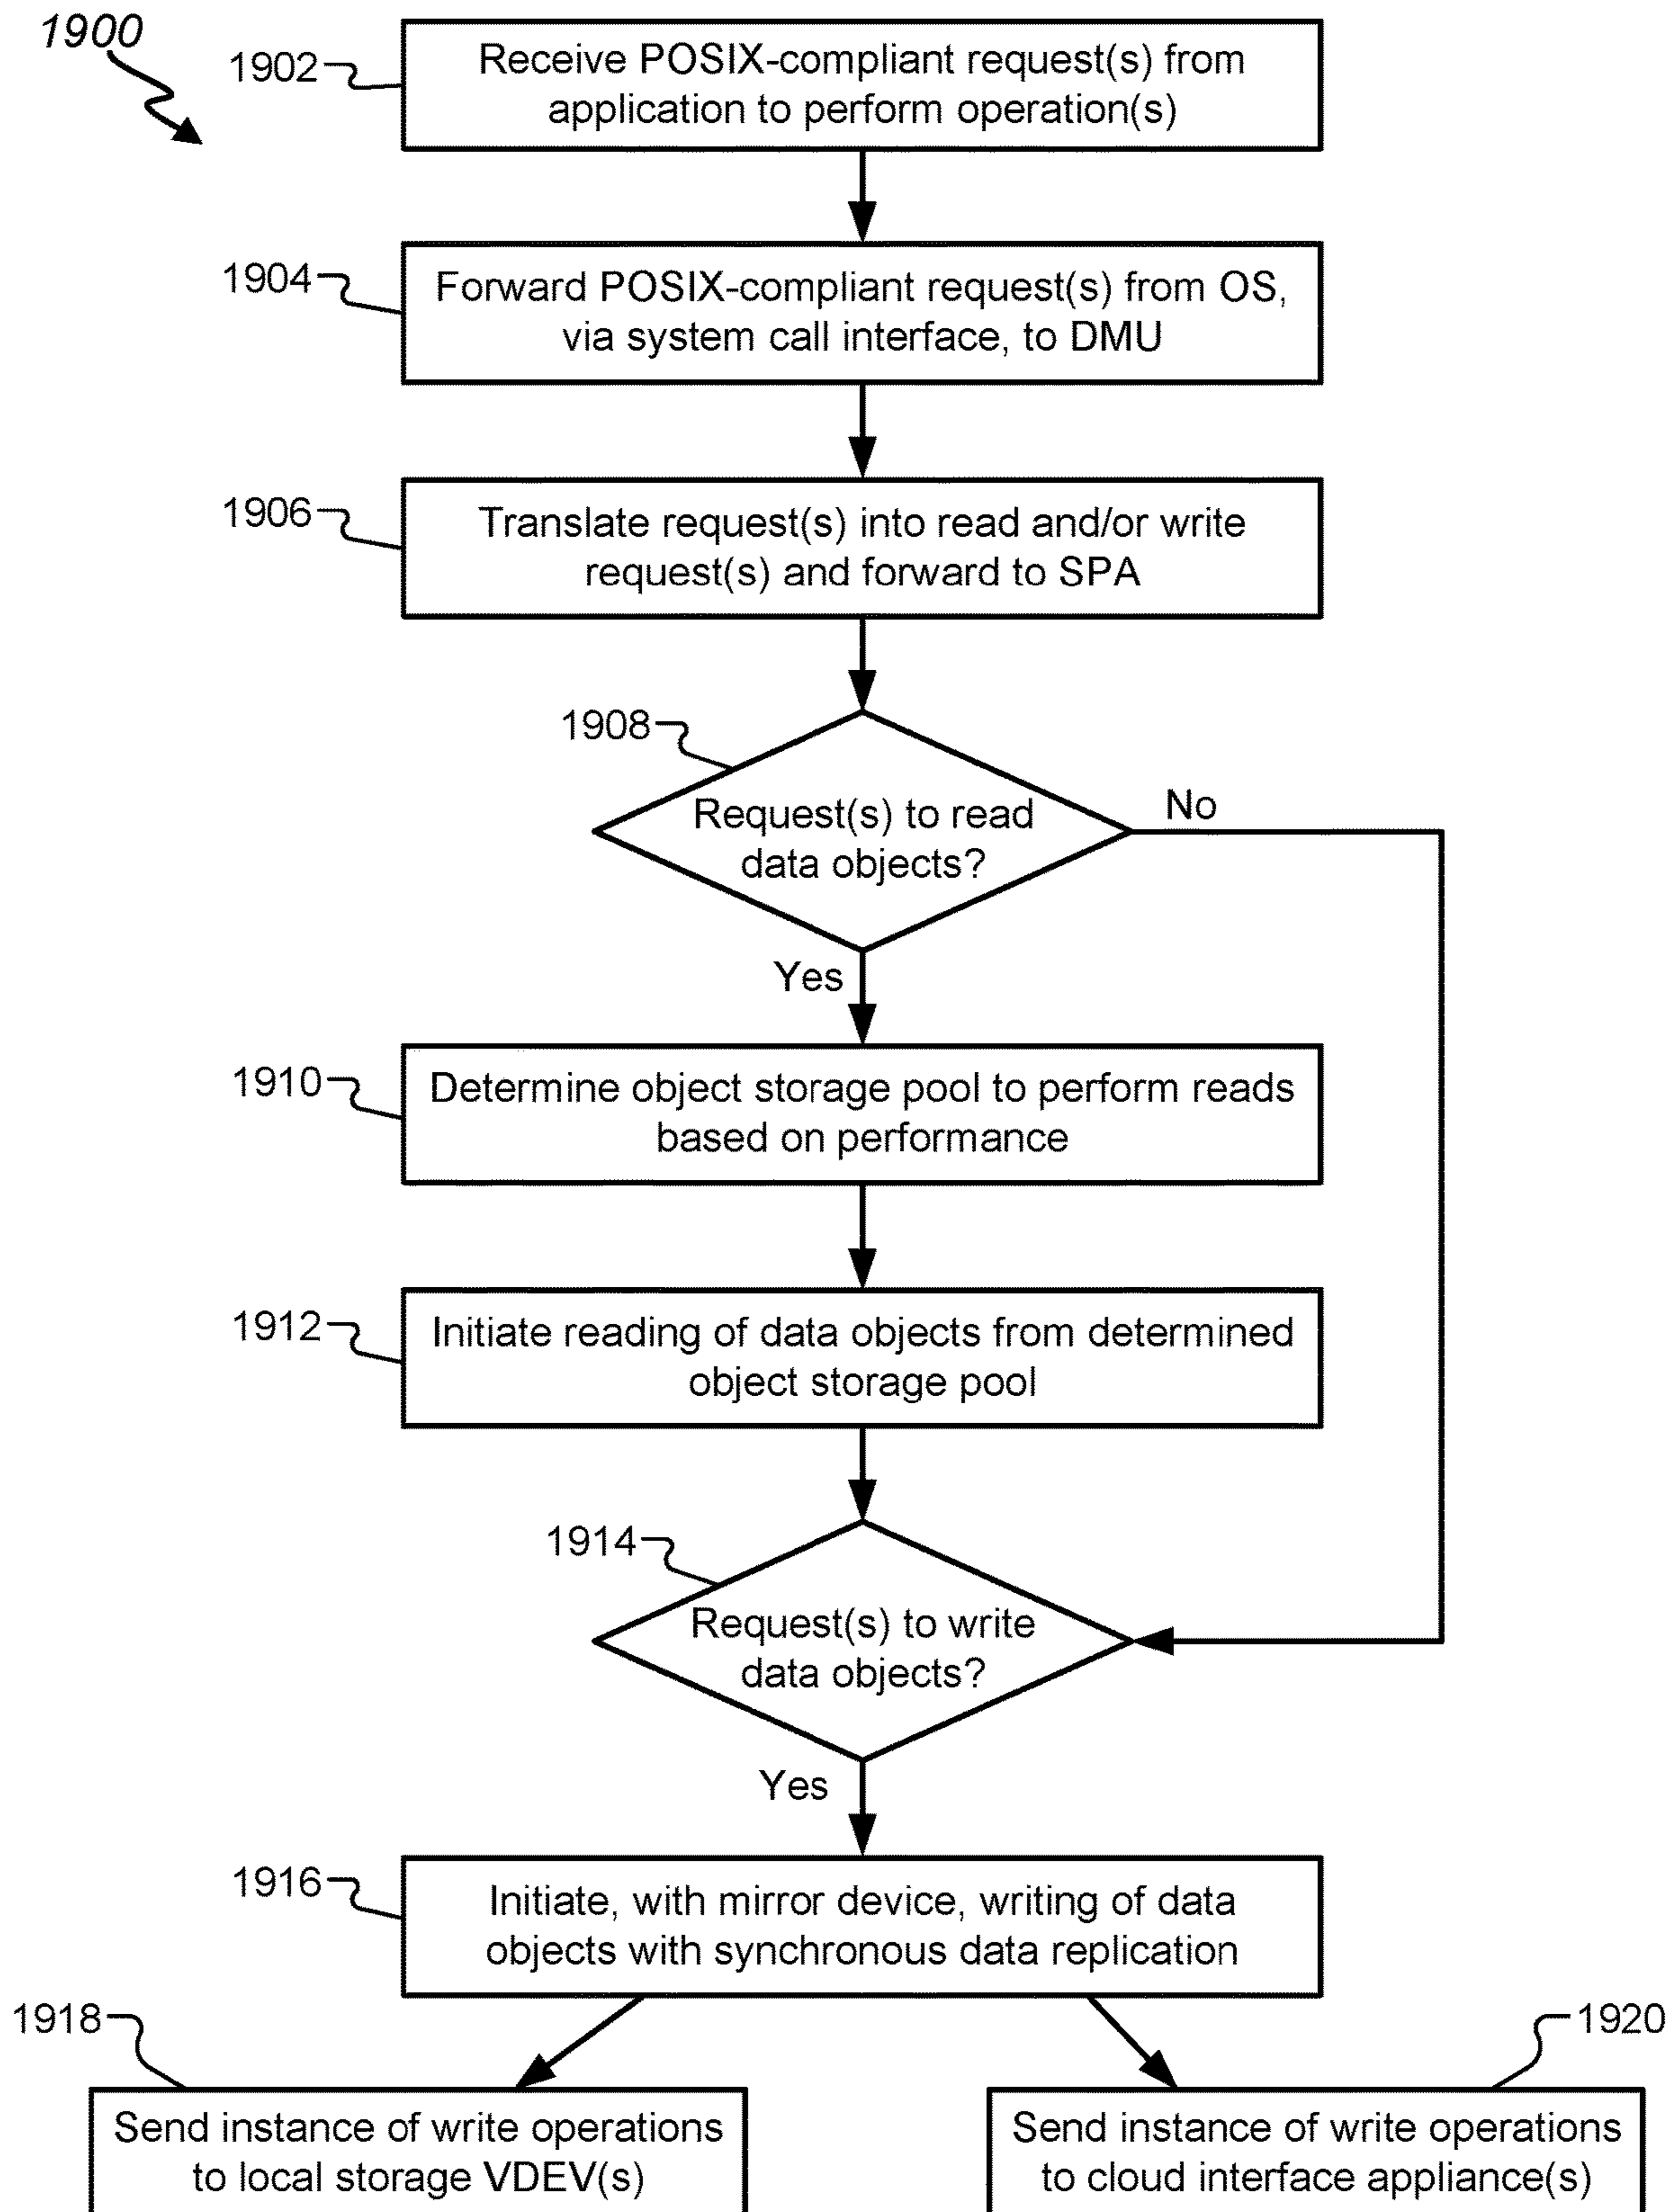 1900
1902
Receive POSIX-compliant request(s) from
application to perform operation(s)
1904
Forward POSIX-compliant request(s) from OS,
via system call interface, to DMU
1906
Translate request(s) into read and/or write
request(s) and forward to SPA
1908
Request(s) to read
data objects?
No
Yes
1910
Determine object storage pool to perform reads
based on performance
1912
Initiate reading of data objects from determined
object storage pool
1914
Request(s) to write
data objects?
Yes
1916
Initiate, with mirror device, writing of data
objects with synchronous data replication
1918
Send instance of write operations
to local storage VDEV(s)
1920
Send instance of write operations
to cloud interface appliance(s)